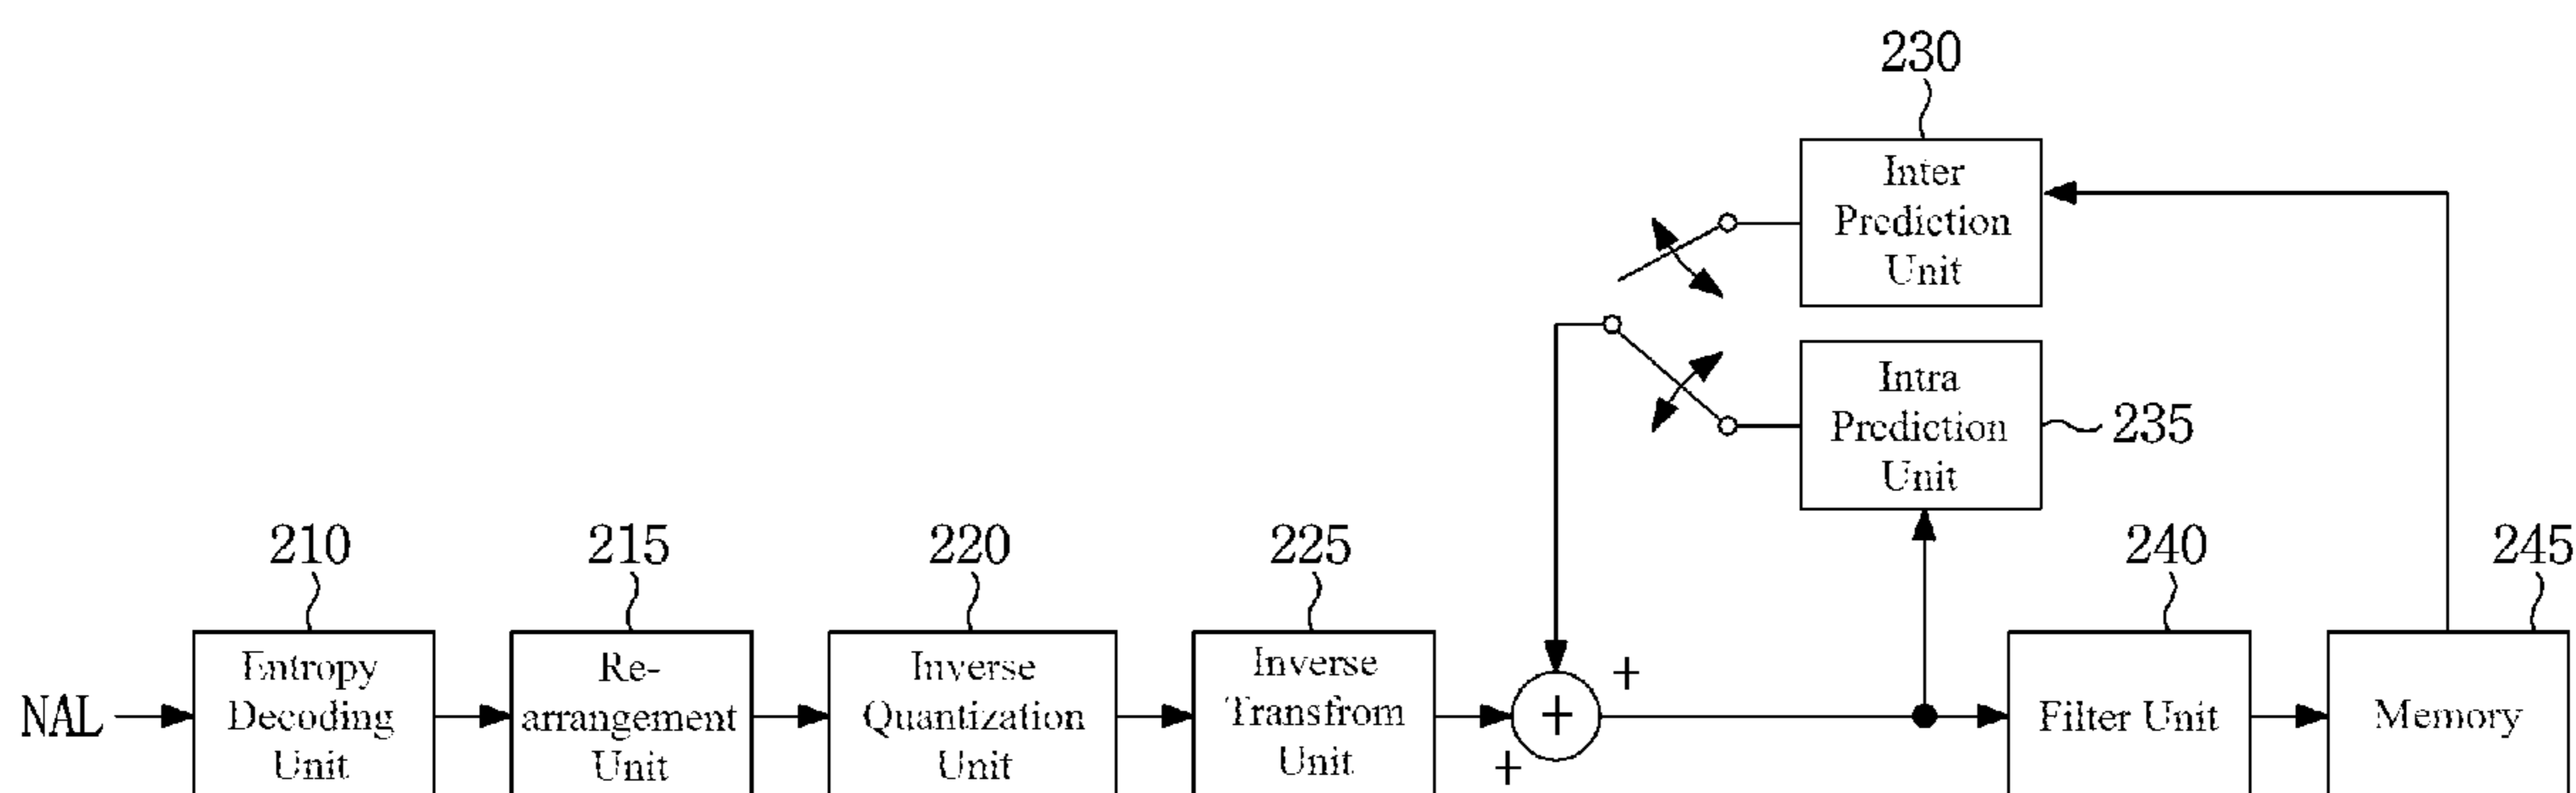 230
Inter
Prediction
Unit
Intra
Prediction
Unit
235
210
215
220
225
240
245
NAL
Entropy
Decoding
Unit
Re-
arrangement
Unit
Inverse
Quantization
Unit
Inverse
Transfrom
Unit
+
+
+
Filter Unit
Memory